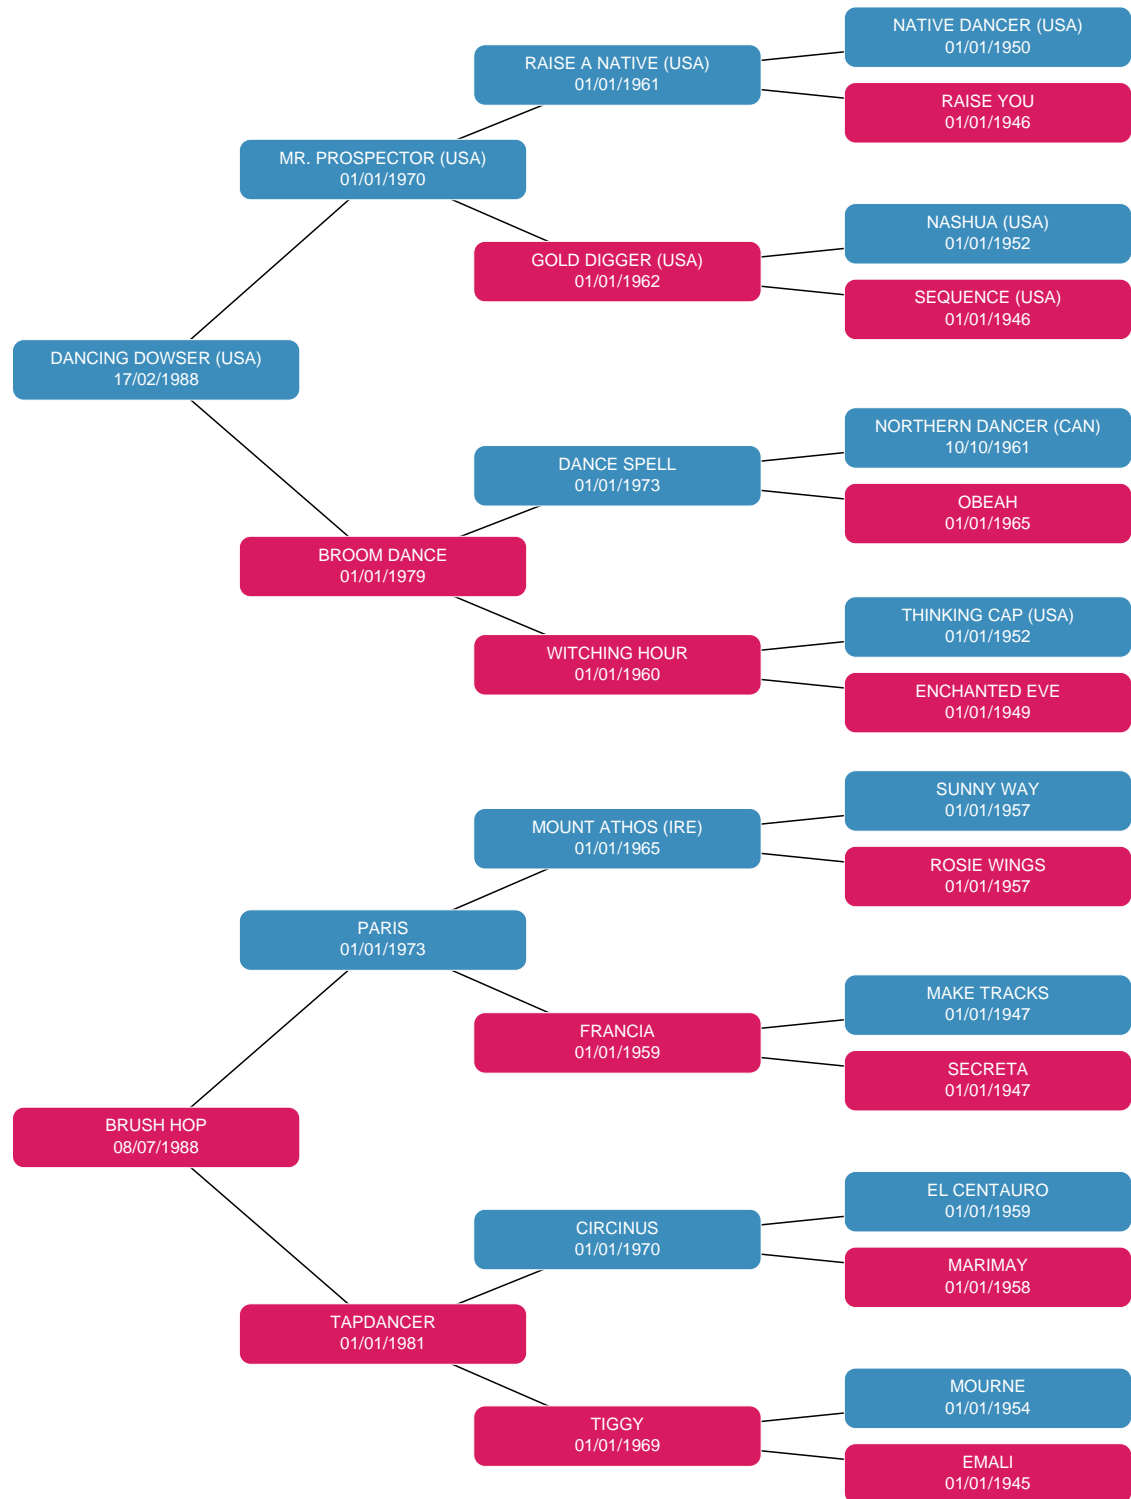 NATIVE DANCER (USA)
01/01/1950
RAISE A NATIVE (USA)
01/01/1961
RAISE YOU
01/01/1946
MR. PROSPECTOR (USA)
01/01/1970
NASHUA (USA)
01/01/1952
GOLD DIGGER (USA)
01/01/1962
SEQUENCE (USA)
01/01/1946
DANCING DOWSER (USA)
17/02/1988
NORTHERN DANCER (CAN)
10/10/1961
DANCE SPELL
01/01/1973
OBEAH
01/01/1965
BROOM DANCE
01/01/1979
THINKING CAP (USA)
01/01/1952
WITCHING HOUR
01/01/1960
ENCHANTED EVE
01/01/1949
SUNNY WAY
01/01/1957
MOUNT ATHOS (IRE)
01/01/1965
ROSIE WINGS
01/01/1957
PARIS
01/01/1973
MAKE TRACKS
01/01/1947
FRANCIA
01/01/1959
SECRETA
01/01/1947
BRUSH HOP
08/07/1988
EL CENTAURO
01/01/1959
CIRCINUS
01/01/1970
MARIMAY
01/01/1958
TAPDANCER
01/01/1981
MOURNE
01/01/1954
TIGGY
01/01/1969
EMALI
01/01/1945